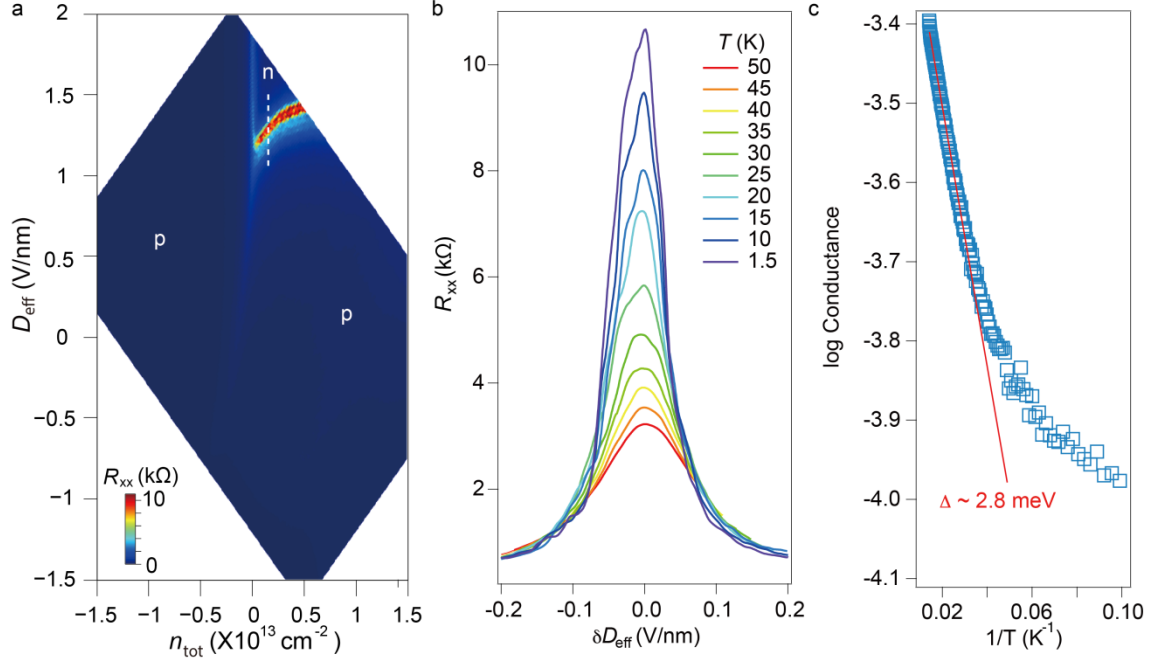 a
2
1.5
1
0.5
0
−0.5
−1
−1.5
D_eff (V/nm)
n
p
p
R_xx (kΩ)
10
0
−1.5 −1 −0.5 0 0.5 1 1.5
n_tot (X10^13 cm^-2)
b
10
8
6
4
2
R_xx (kΩ)
T (K)
50
45
40
35
30
25
20
15
10
1.5
-0.2 -0.1 0.0 0.1 0.2
δD_eff (V/nm)
c
-3.4
-3.5
-3.6
-3.7
-3.8
-3.9
-4.0
-4.1
log Conductance
Δ ~ 2.8 meV
0.02 0.06 0.10
1/T (K^-1)